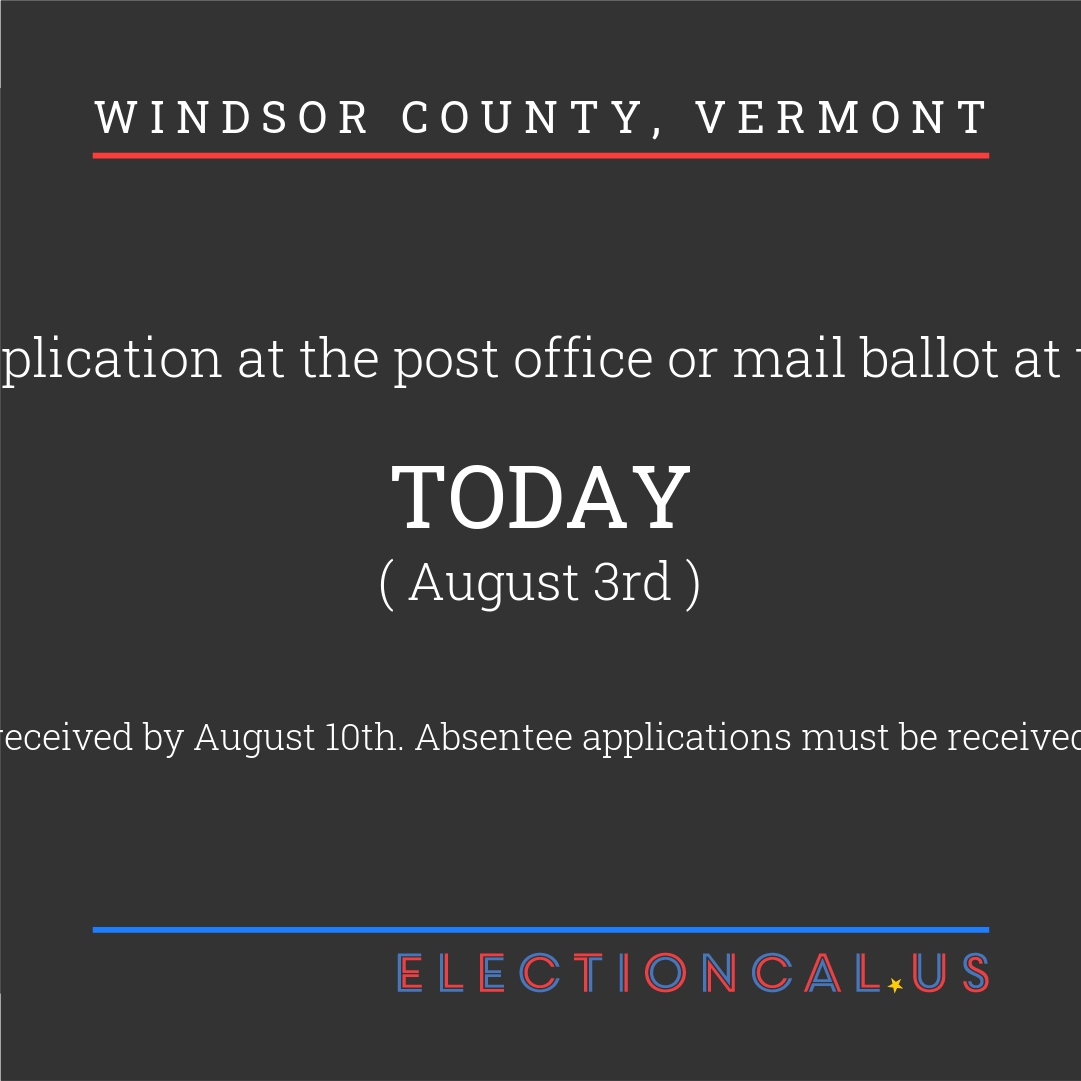 WINDSOR COUNTY, VERMONT
plication at the post office or mail ballot at
TODAY
( August 3rd )
received by August 10th. Absentee applications must be received
ELECTIONCAL.US